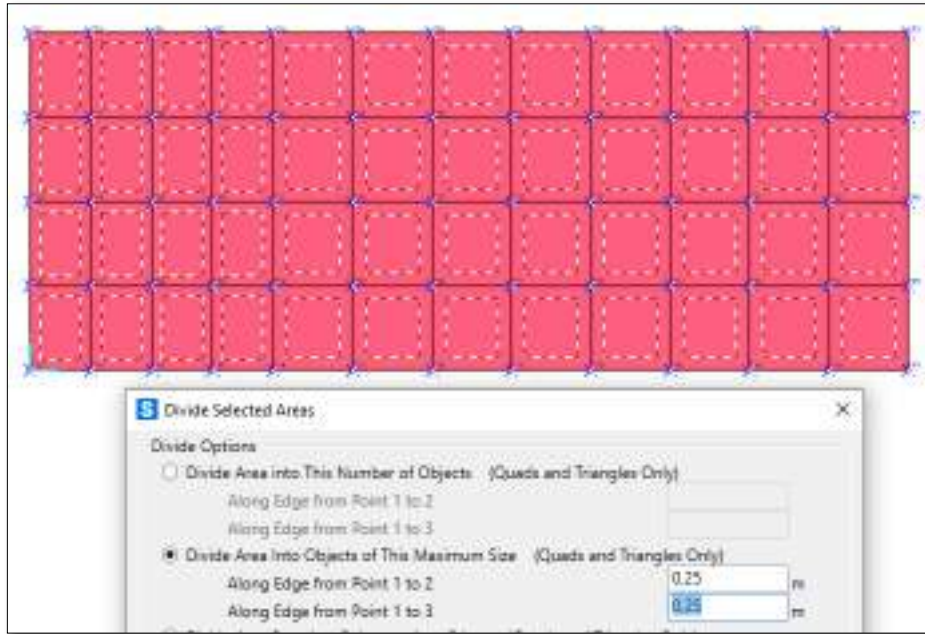 S Divide Selected Areas
Divide Options
Divide Area into This Number of Objects (Quads and Triangles Only)
Along Edge from Point 1 to 2
Along Edge from Point 1 to 3
Divide Area Into Objects of This Maximum Size (Quads and Triangles Only)
Along Edge from Point 1 to 2 0.25 m
Along Edge from Point 1 to 3 0.25 m